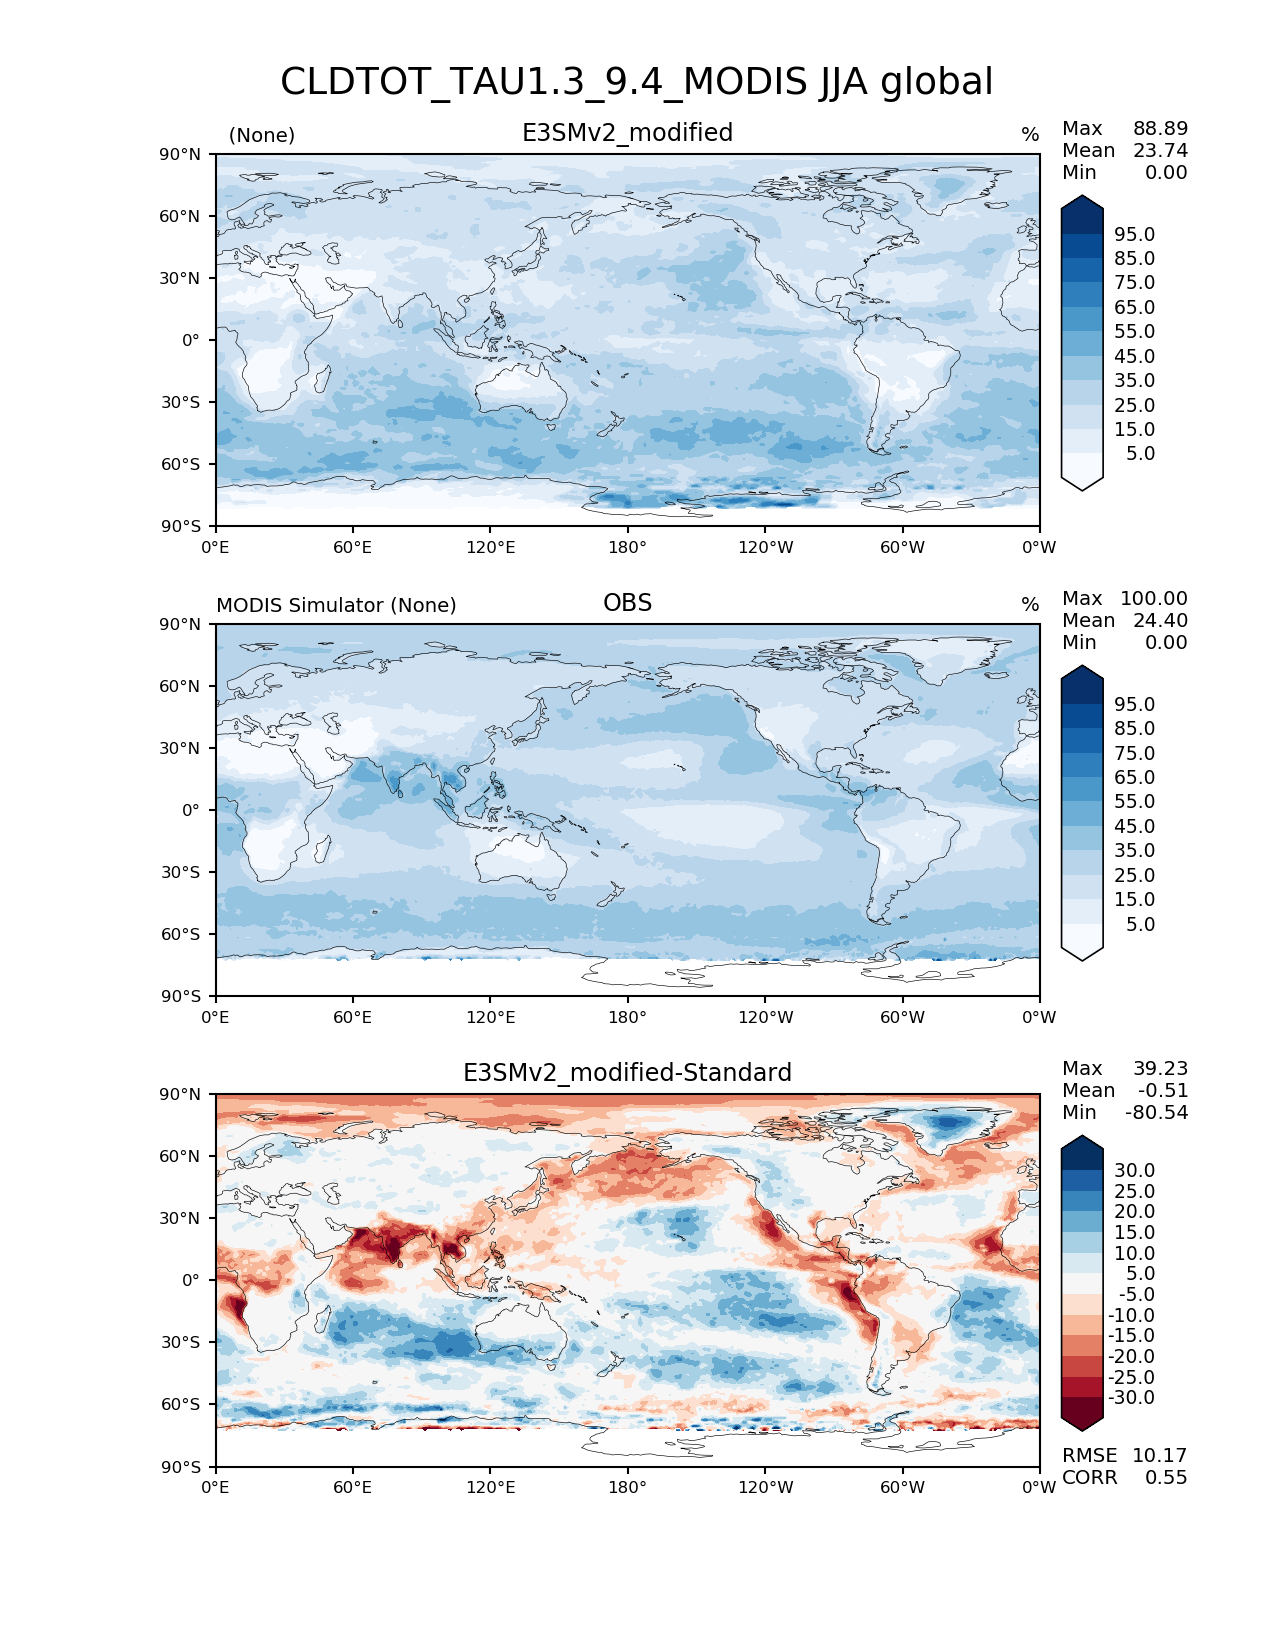 CLDTOT_TAU1.3_9.4_MODIS JJA global
(None) E3SMv2_modified %
Max 88.89
Mean 23.74
Min 0.00
90°N
60°N
30°N
0°
30°S
60°S
90°S
0°E 60°E 120°E 180° 120°W 60°W 0°W
95.0
85.0
75.0
65.0
55.0
45.0
35.0
25.0
15.0
5.0
MODIS Simulator (None) OBS %
Max 100.00
Mean 24.40
Min 0.00
90°N
60°N
30°N
0°
30°S
60°S
90°S
0°E 60°E 120°E 180° 120°W 60°W 0°W
95.0
85.0
75.0
65.0
55.0
45.0
35.0
25.0
15.0
5.0
E3SMv2_modified-Standard
Max 39.23
Mean -0.51
Min -80.54
90°N
60°N
30°N
0°
30°S
60°S
90°S
0°E 60°E 120°E 180° 120°W 60°W 0°W
30.0
25.0
20.0
15.0
10.0
5.0
-5.0
-10.0
-15.0
-20.0
-25.0
-30.0
RMSE 10.17
CORR 0.55